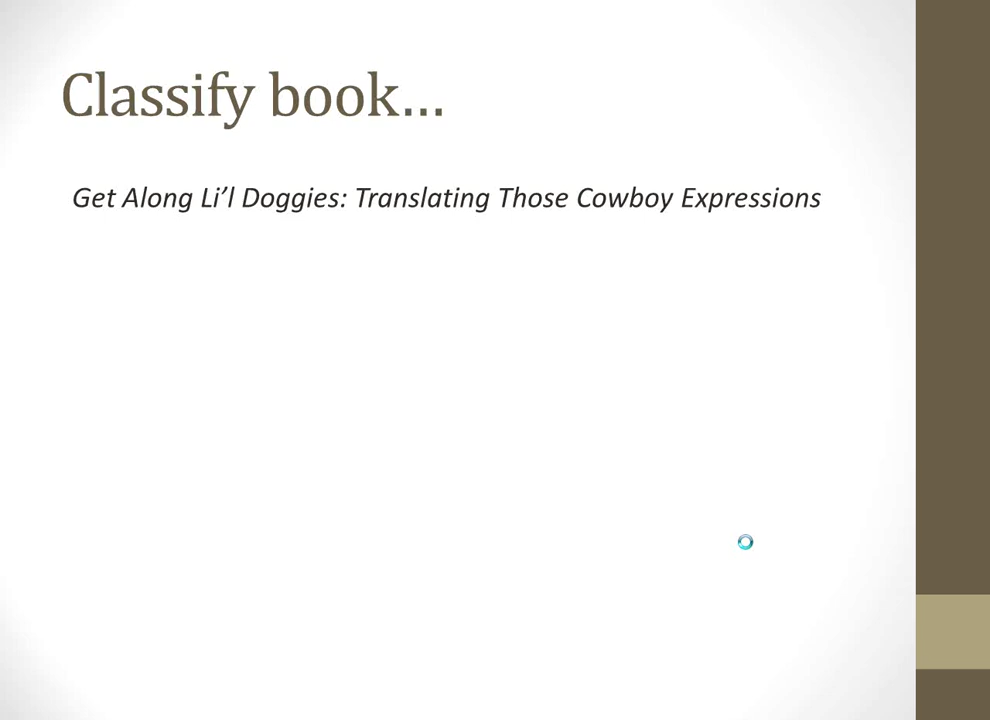 Classify book…
Get Along Li’l Doggies: Translating Those Cowboy Expressions